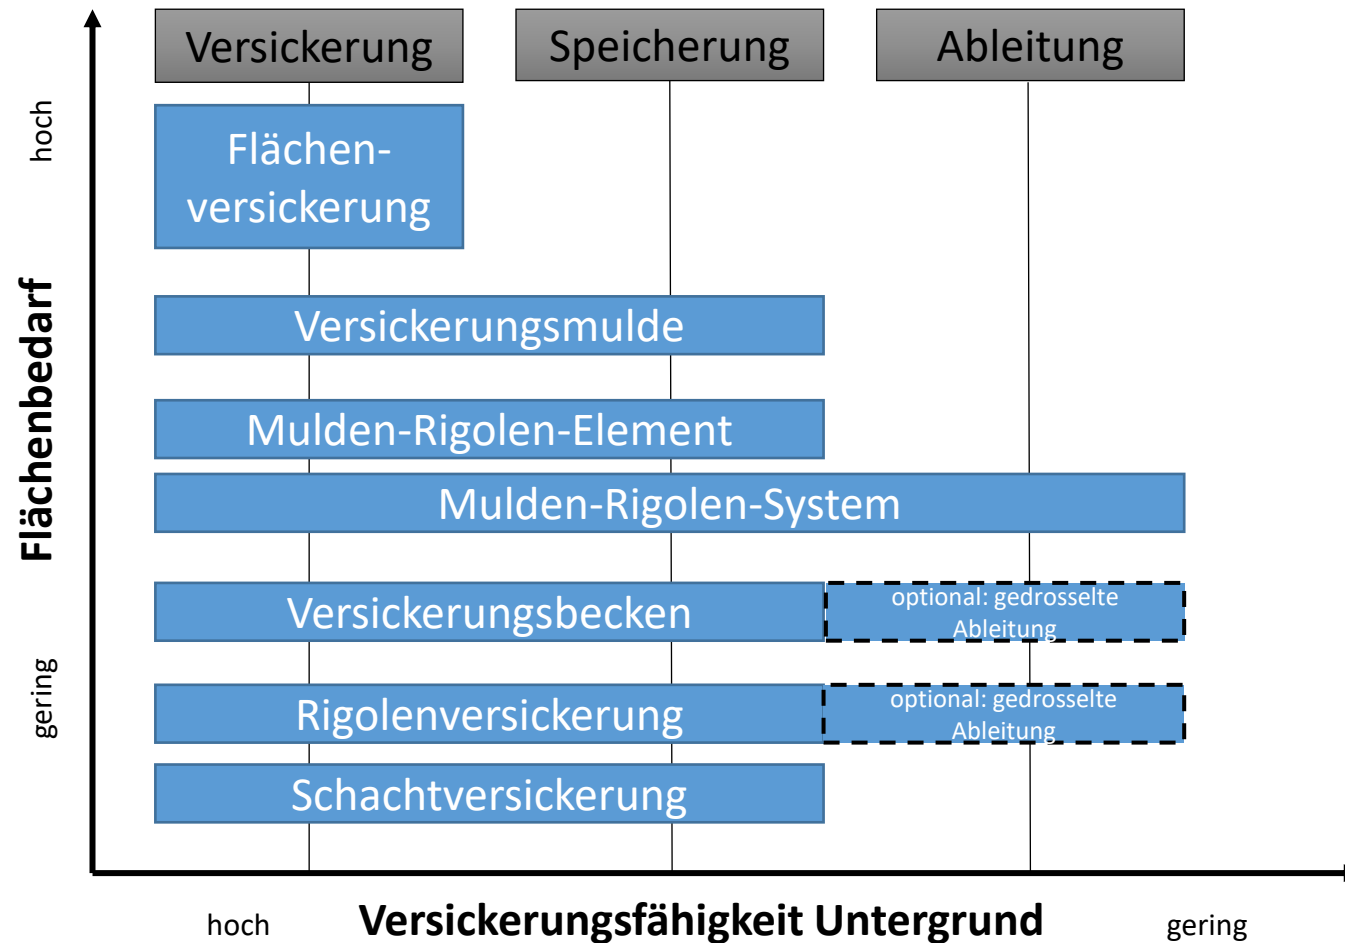 Versickerung
Speicherung
Ableitung
hoch
Flächen-
versickerung
Versickerungsmulde
Flächenbedarf
Mulden-Rigolen-Element
Mulden-Rigolen-System
Versickerungsbecken
optional: gedrosselte
Ableitung
gering
Rigolenversickerung
optional: gedrosselte
Ableitung
Schachtversickerung
hoch
Versickerungsfähigkeit Untergrund
gering